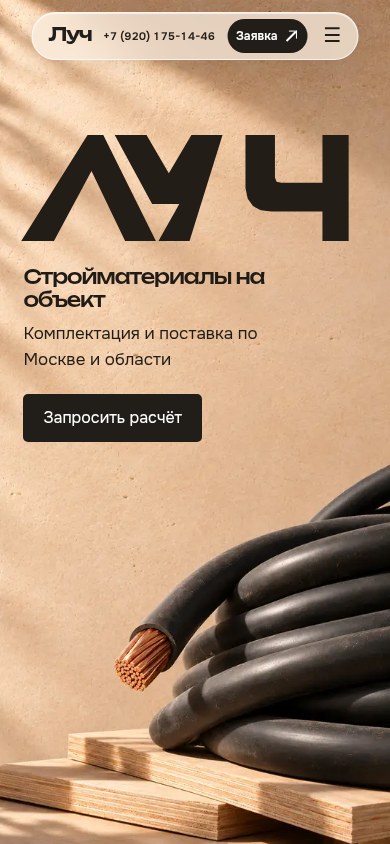 Луч
+7 (920) 175-14-46
Заявка
ЛУЧ
Стройматериалы на
объект
Комплектация и поставка по
Москве и области
Запросить расчёт